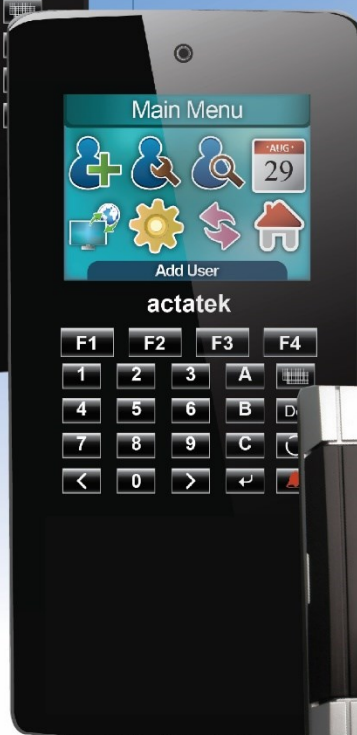 Main Menu
AUG
29
Add User
actatek
F1 F2 F3 F4
1 2 3 A
4 5 6 B
7 8 9 C
< 0 >